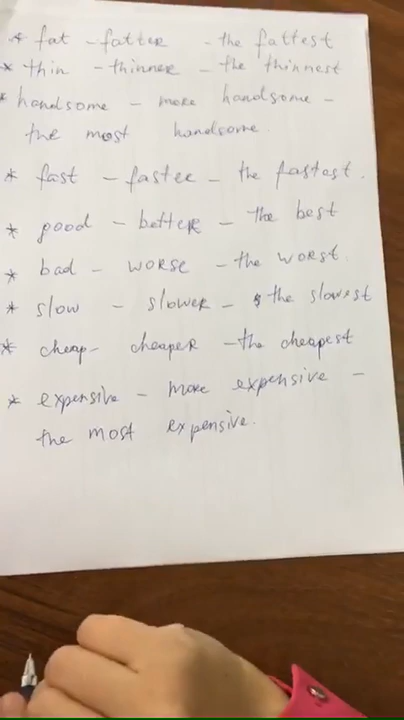 * fat - fatter - the fattest
* thin - thinner - the thinnest
* handsome - more handsome -
the most handsome.
* fast - faster - the fastest.
* good - better - the best
* bad - worse - the worst.
* slow - slower - the slowest
* cheap - cheaper - the cheapest
* expensive - more expensive -
the most expensive.